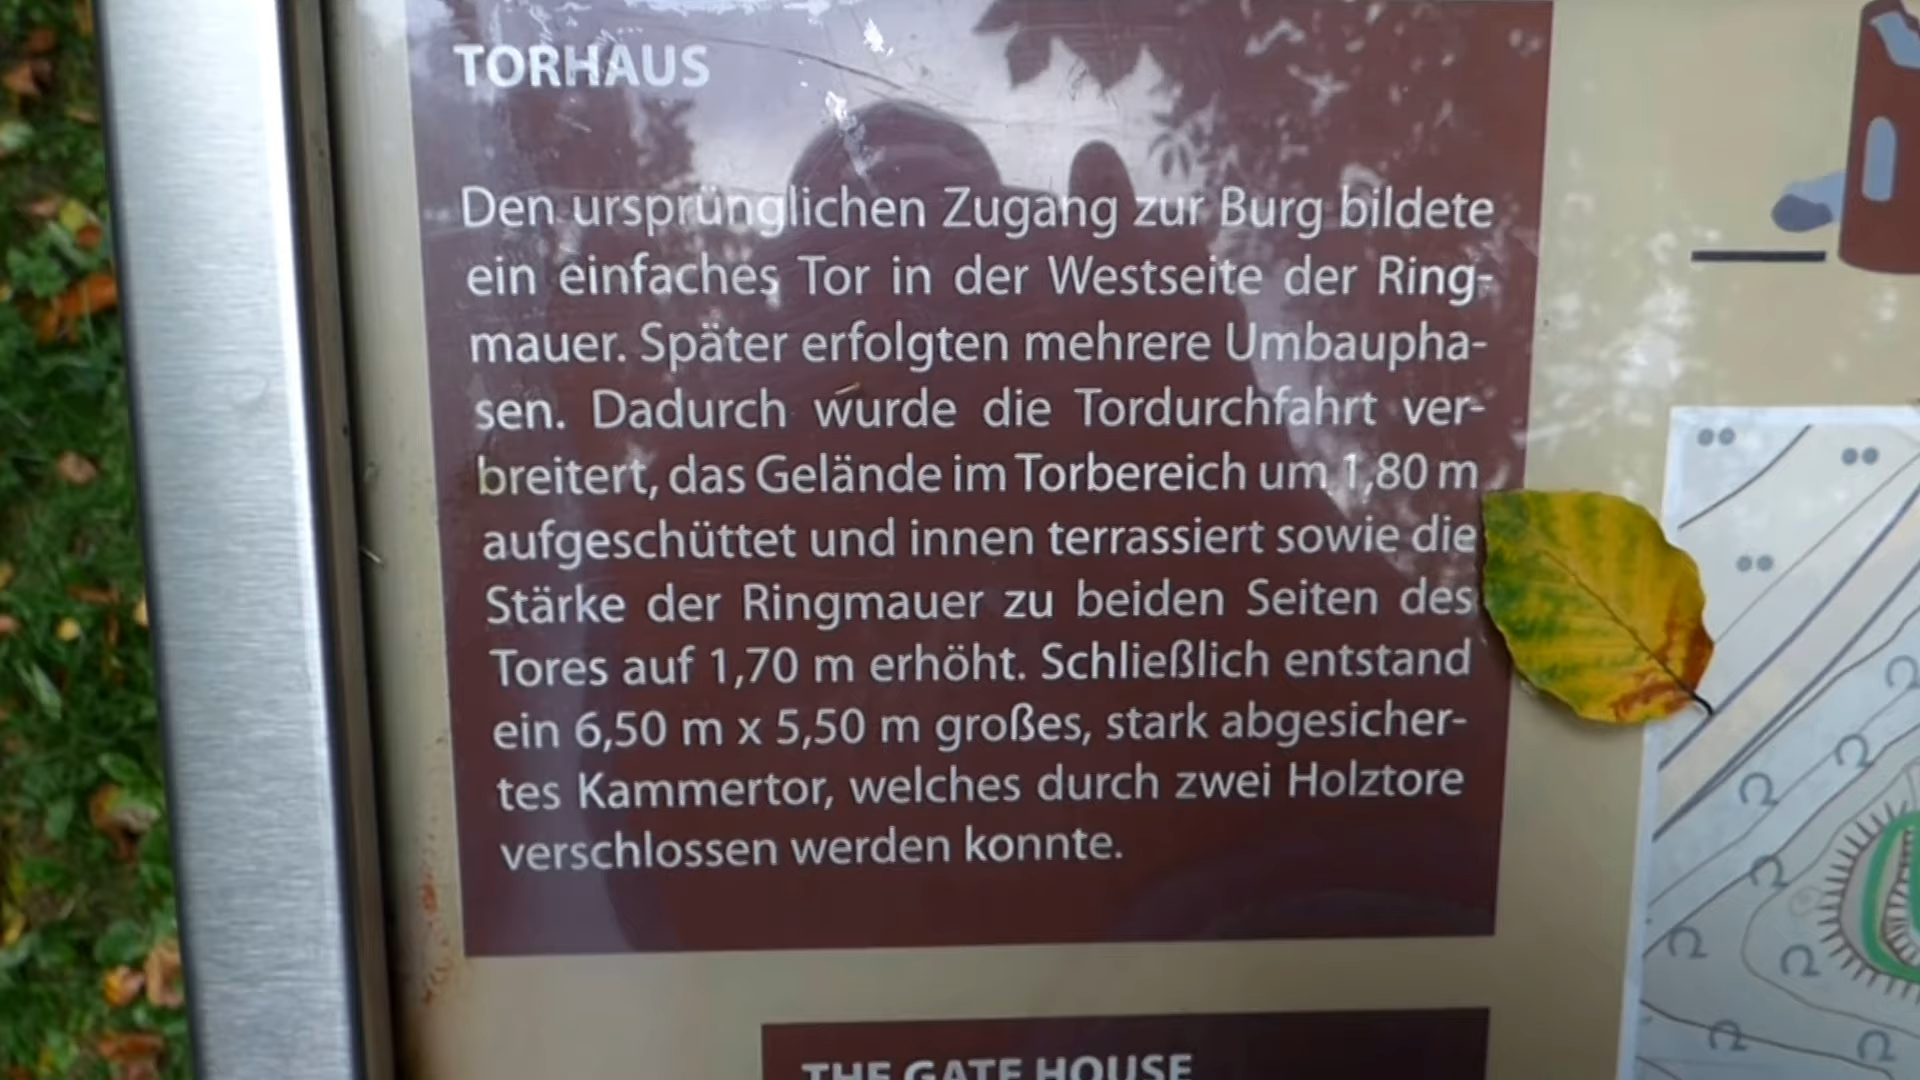 TORHAUS
Den ursprünglichen Zugang zur Burg bildete
ein einfaches Tor in der Westseite der Ring-
mauer. Später erfolgten mehrere Umbaupha-
sen. Dadurch wurde die Tordurchfahrt ver-
breitert, das Gelände im Torbereich um 1,80 m
aufgeschüttet und innen terrassiert sowie die
Stärke der Ringmauer zu beiden Seiten des
Tores auf 1,70 m erhöht. Schließlich entstand
ein 6,50 m x 5,50 m großes, stark abgesicher-
tes Kammertor, welches durch zwei Holztore
verschlossen werden konnte.
THE GATE HOUSE